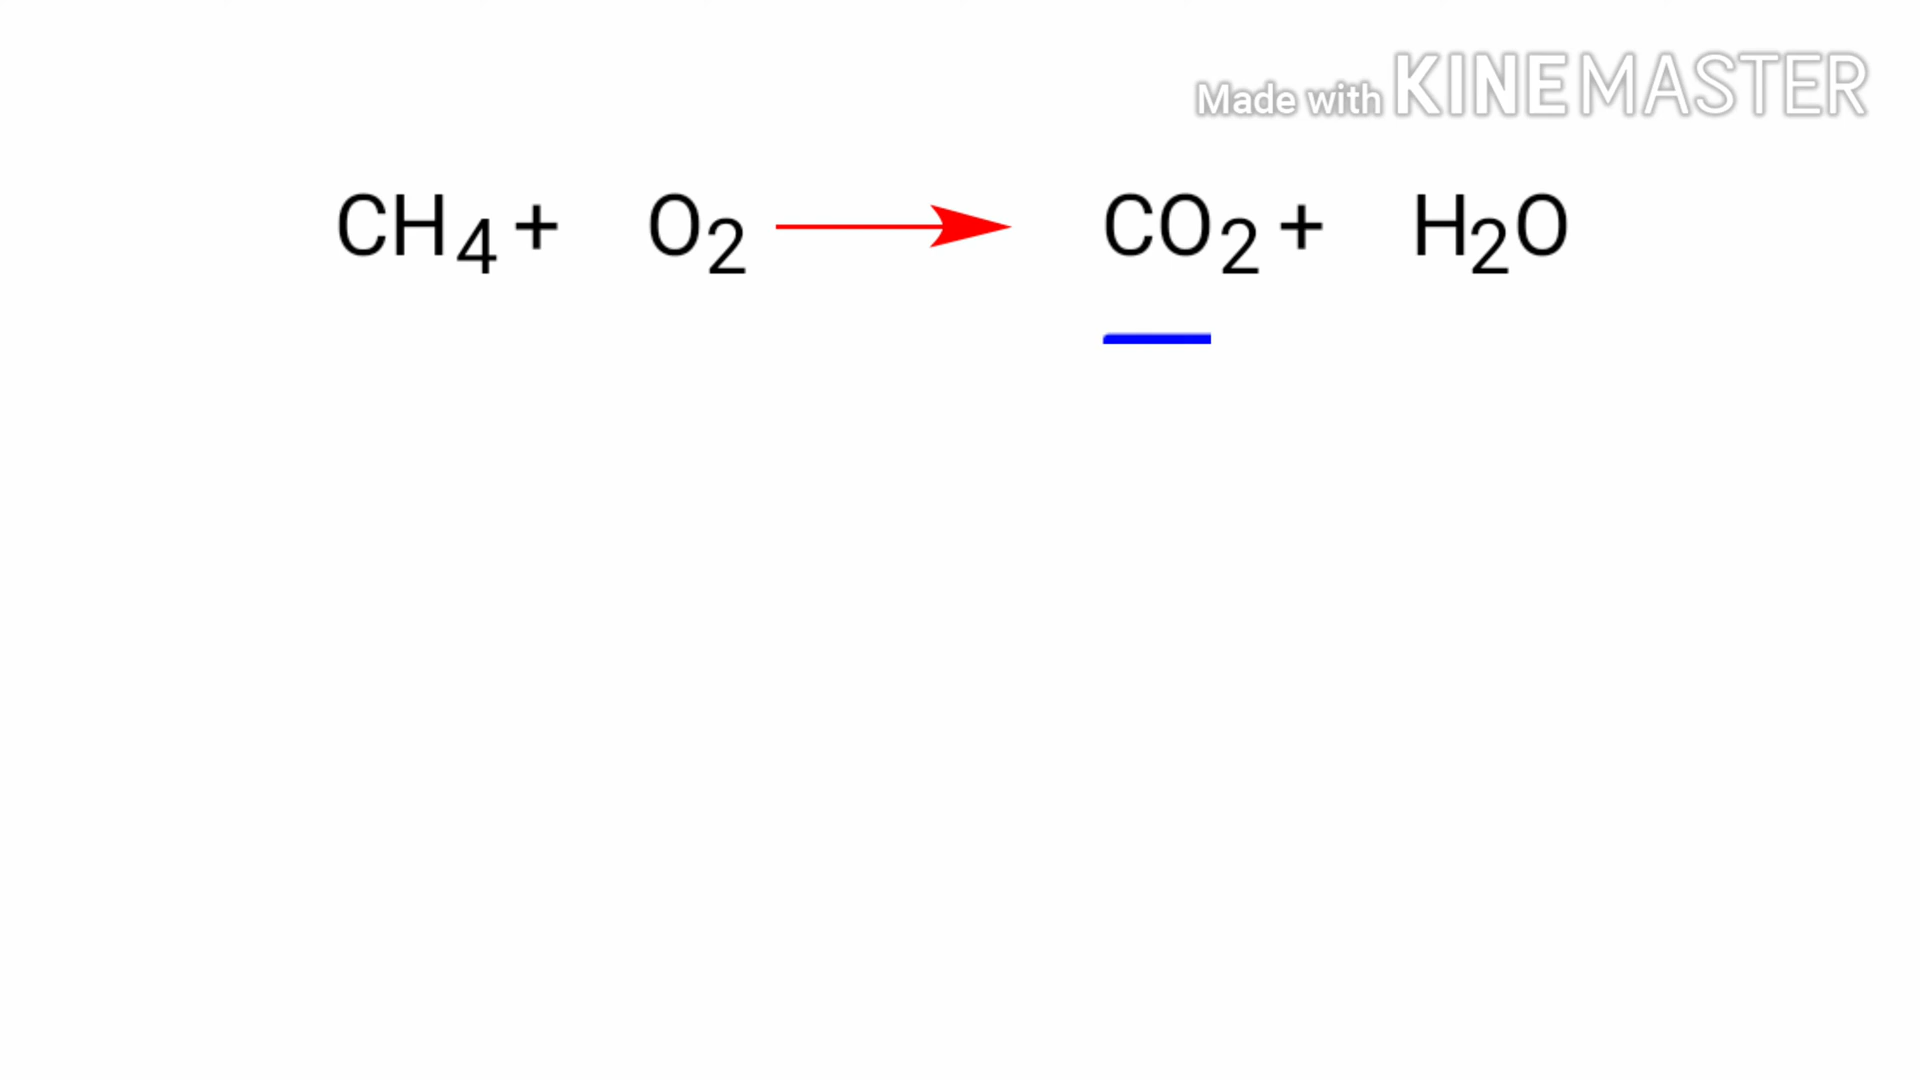 Made with KINEMASTER
CH4 + O2 → CO2 + H2O